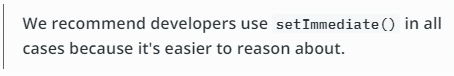 We recommend developers use setImmediate() in all
cases because it's easier to reason about.